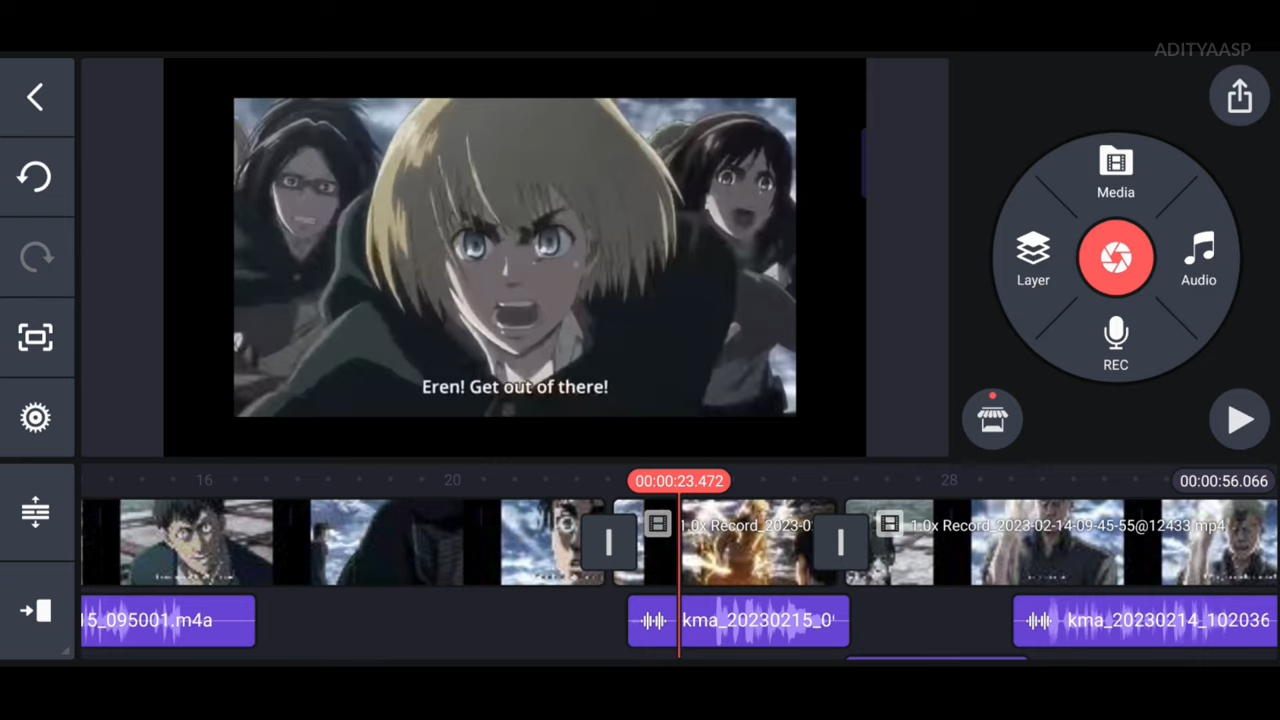 ADITYAASP
Media
Layer
Audio
REC
Eren! Get out of there!
16
20
00:00:23.472
28
00:00:56.066
1.0x Record_2023-0
1.0x Record_2023-02-14-09-45-55@12433.mp4
15_095001.m4a
kma_20230215_0
kma_20230214_102036